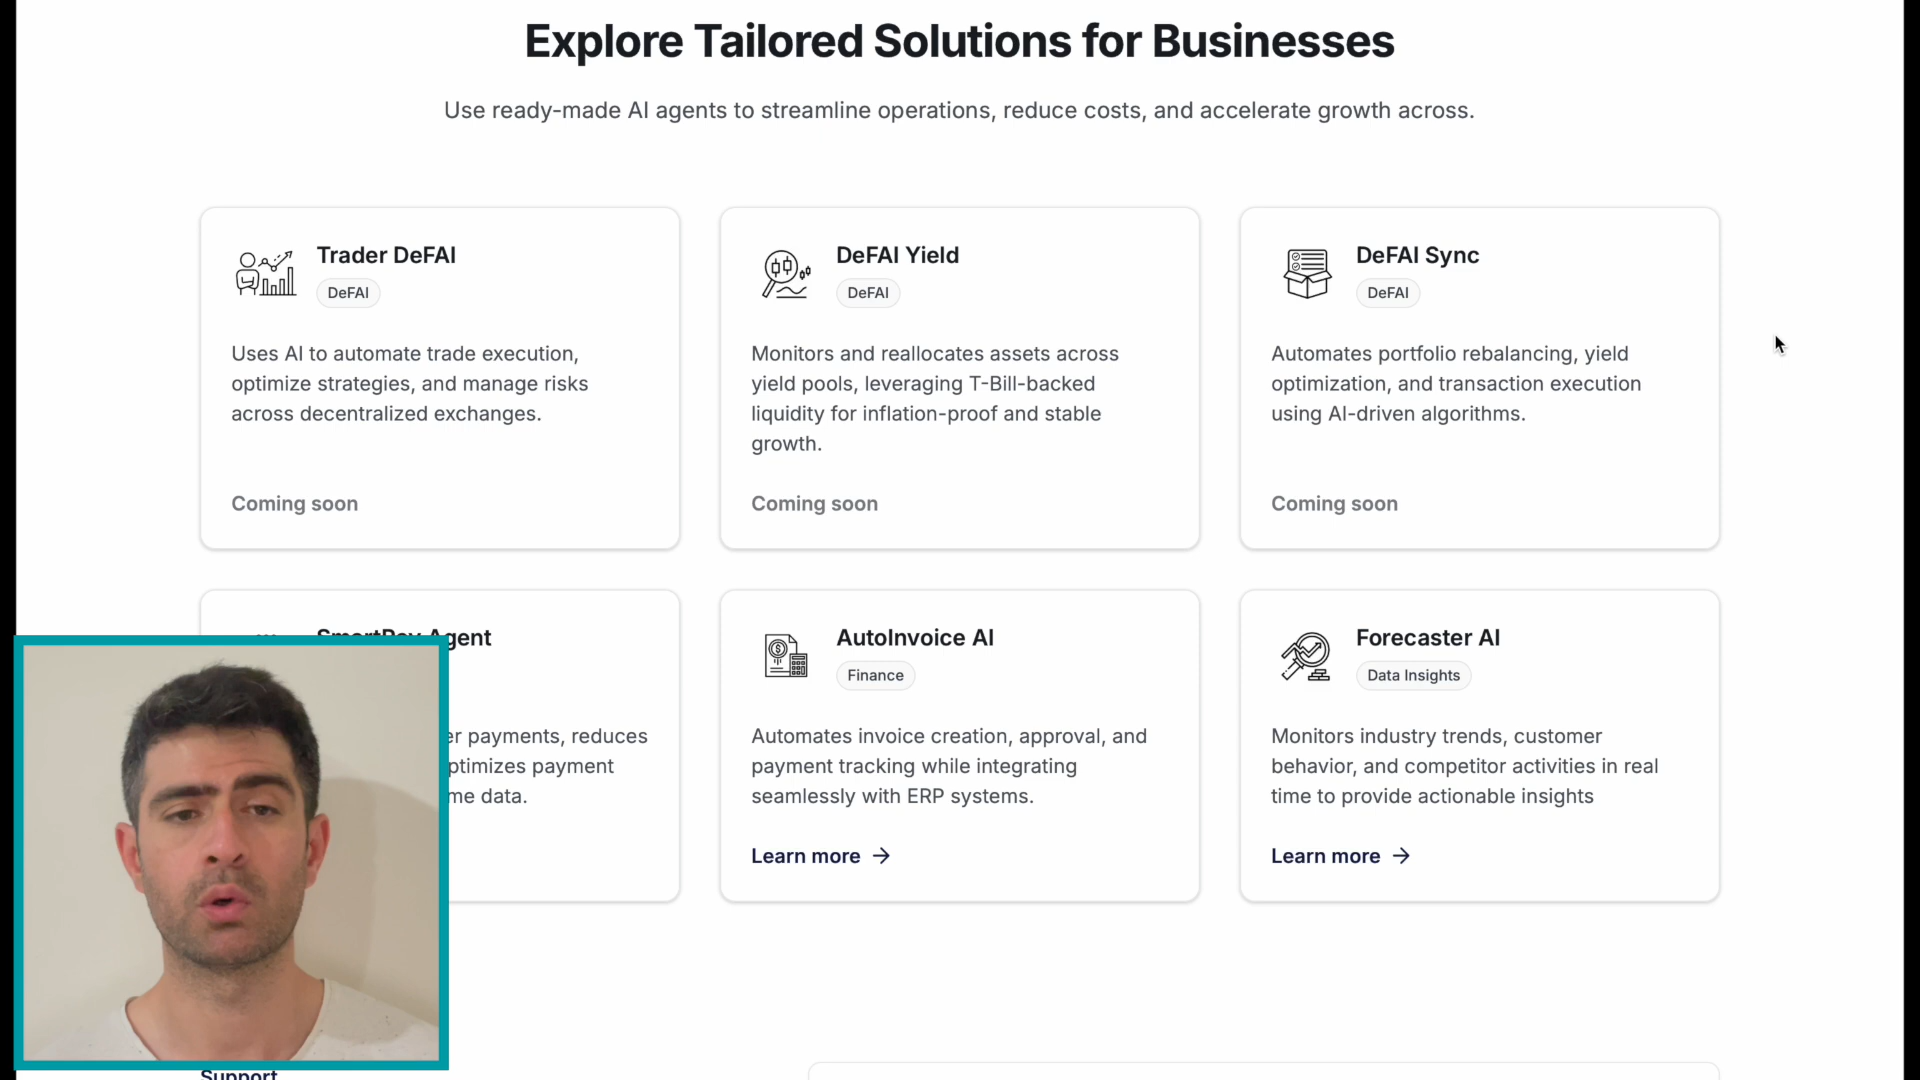 Explore Tailored Solutions for Businesses
Use ready-made AI agents to streamline operations, reduce costs, and accelerate growth across.
Trader DeFAI
DeFAI
Uses AI to automate trade execution,
optimize strategies, and manage risks
across decentralized exchanges.
Coming soon
DeFAI Yield
DeFAI
Monitors and reallocates assets across
yield pools, leveraging T-Bill-backed
liquidity for inflation-proof and stable
growth.
Coming soon
DeFAI Sync
DeFAI
Automates portfolio rebalancing, yield
optimization, and transaction execution
using AI-driven algorithms.
Coming soon
SmartPay Agent
payments, reduces
payment
data.
AutoInvoice AI
Finance
Automates invoice creation, approval, and
payment tracking while integrating
seamlessly with ERP systems.
Learn more
Forecaster AI
Data Insights
Monitors industry trends, customer
behavior, and competitor activities in real
time to provide actionable insights
Learn more
Support